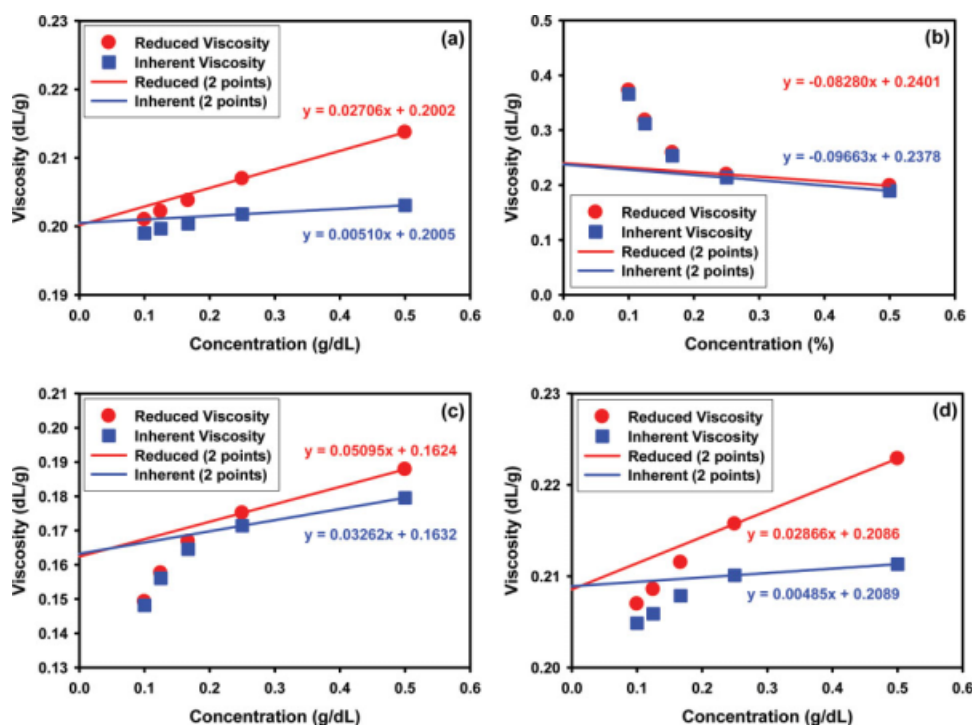 (a)
Reduced Viscosity
Inherent Viscosity
Reduced (2 points)
Inherent (2 points)
y = 0.02706x + 0.2002
y = 0.00510x + 0.2005
Viscosity (dL/g)
0.23
0.22
0.21
0.20
0.19
0.0 0.1 0.2 0.3 0.4 0.5 0.6
Concentration (g/dL)
(b)
y = -0.08280x + 0.2401
y = -0.09663x + 0.2378
Reduced Viscosity
Inherent Viscosity
Reduced (2 points)
Inherent (2 points)
Viscosity (dL/g)
0.5
0.4
0.3
0.2
0.1
0.0
0.0 0.1 0.2 0.3 0.4 0.5 0.6
Concentration (%)
(c)
Reduced Viscosity
Inherent Viscosity
Reduced (2 points)
Inherent (2 points)
y = 0.05095x + 0.1624
y = 0.03262x + 0.1632
Viscosity (dL/g)
0.21
0.20
0.19
0.18
0.17
0.16
0.15
0.14
0.13
0.0 0.1 0.2 0.3 0.4 0.5 0.6
Concentration (g/dL)
(d)
Reduced Viscosity
Inherent Viscosity
Reduced (2 points)
Inherent (2 points)
y = 0.02866x + 0.2086
y = 0.00485x + 0.2089
Viscosity (dL/g)
0.23
0.22
0.21
0.20
0.0 0.1 0.2 0.3 0.4 0.5 0.6
Concentration (g/dL)